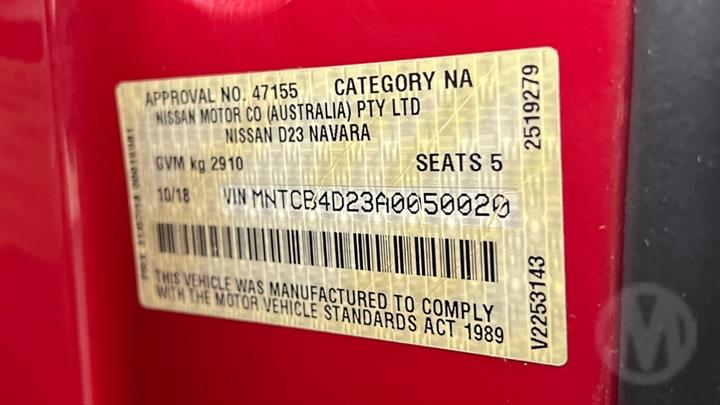 APPROVAL NO. 47155 CATEGORY NA
NISSAN MOTOR CO (AUSTRALIA) PTY LTD
NISSAN D23 NAVARA
GVM kg 2910 SEATS 5
10/18 VIN MNTCB4D23A0050020
THIS VEHICLE WAS MANUFACTURED TO COMPLY
WITH THE MOTOR VEHICLE STANDARDS ACT 1989
V2253143 2519279
M